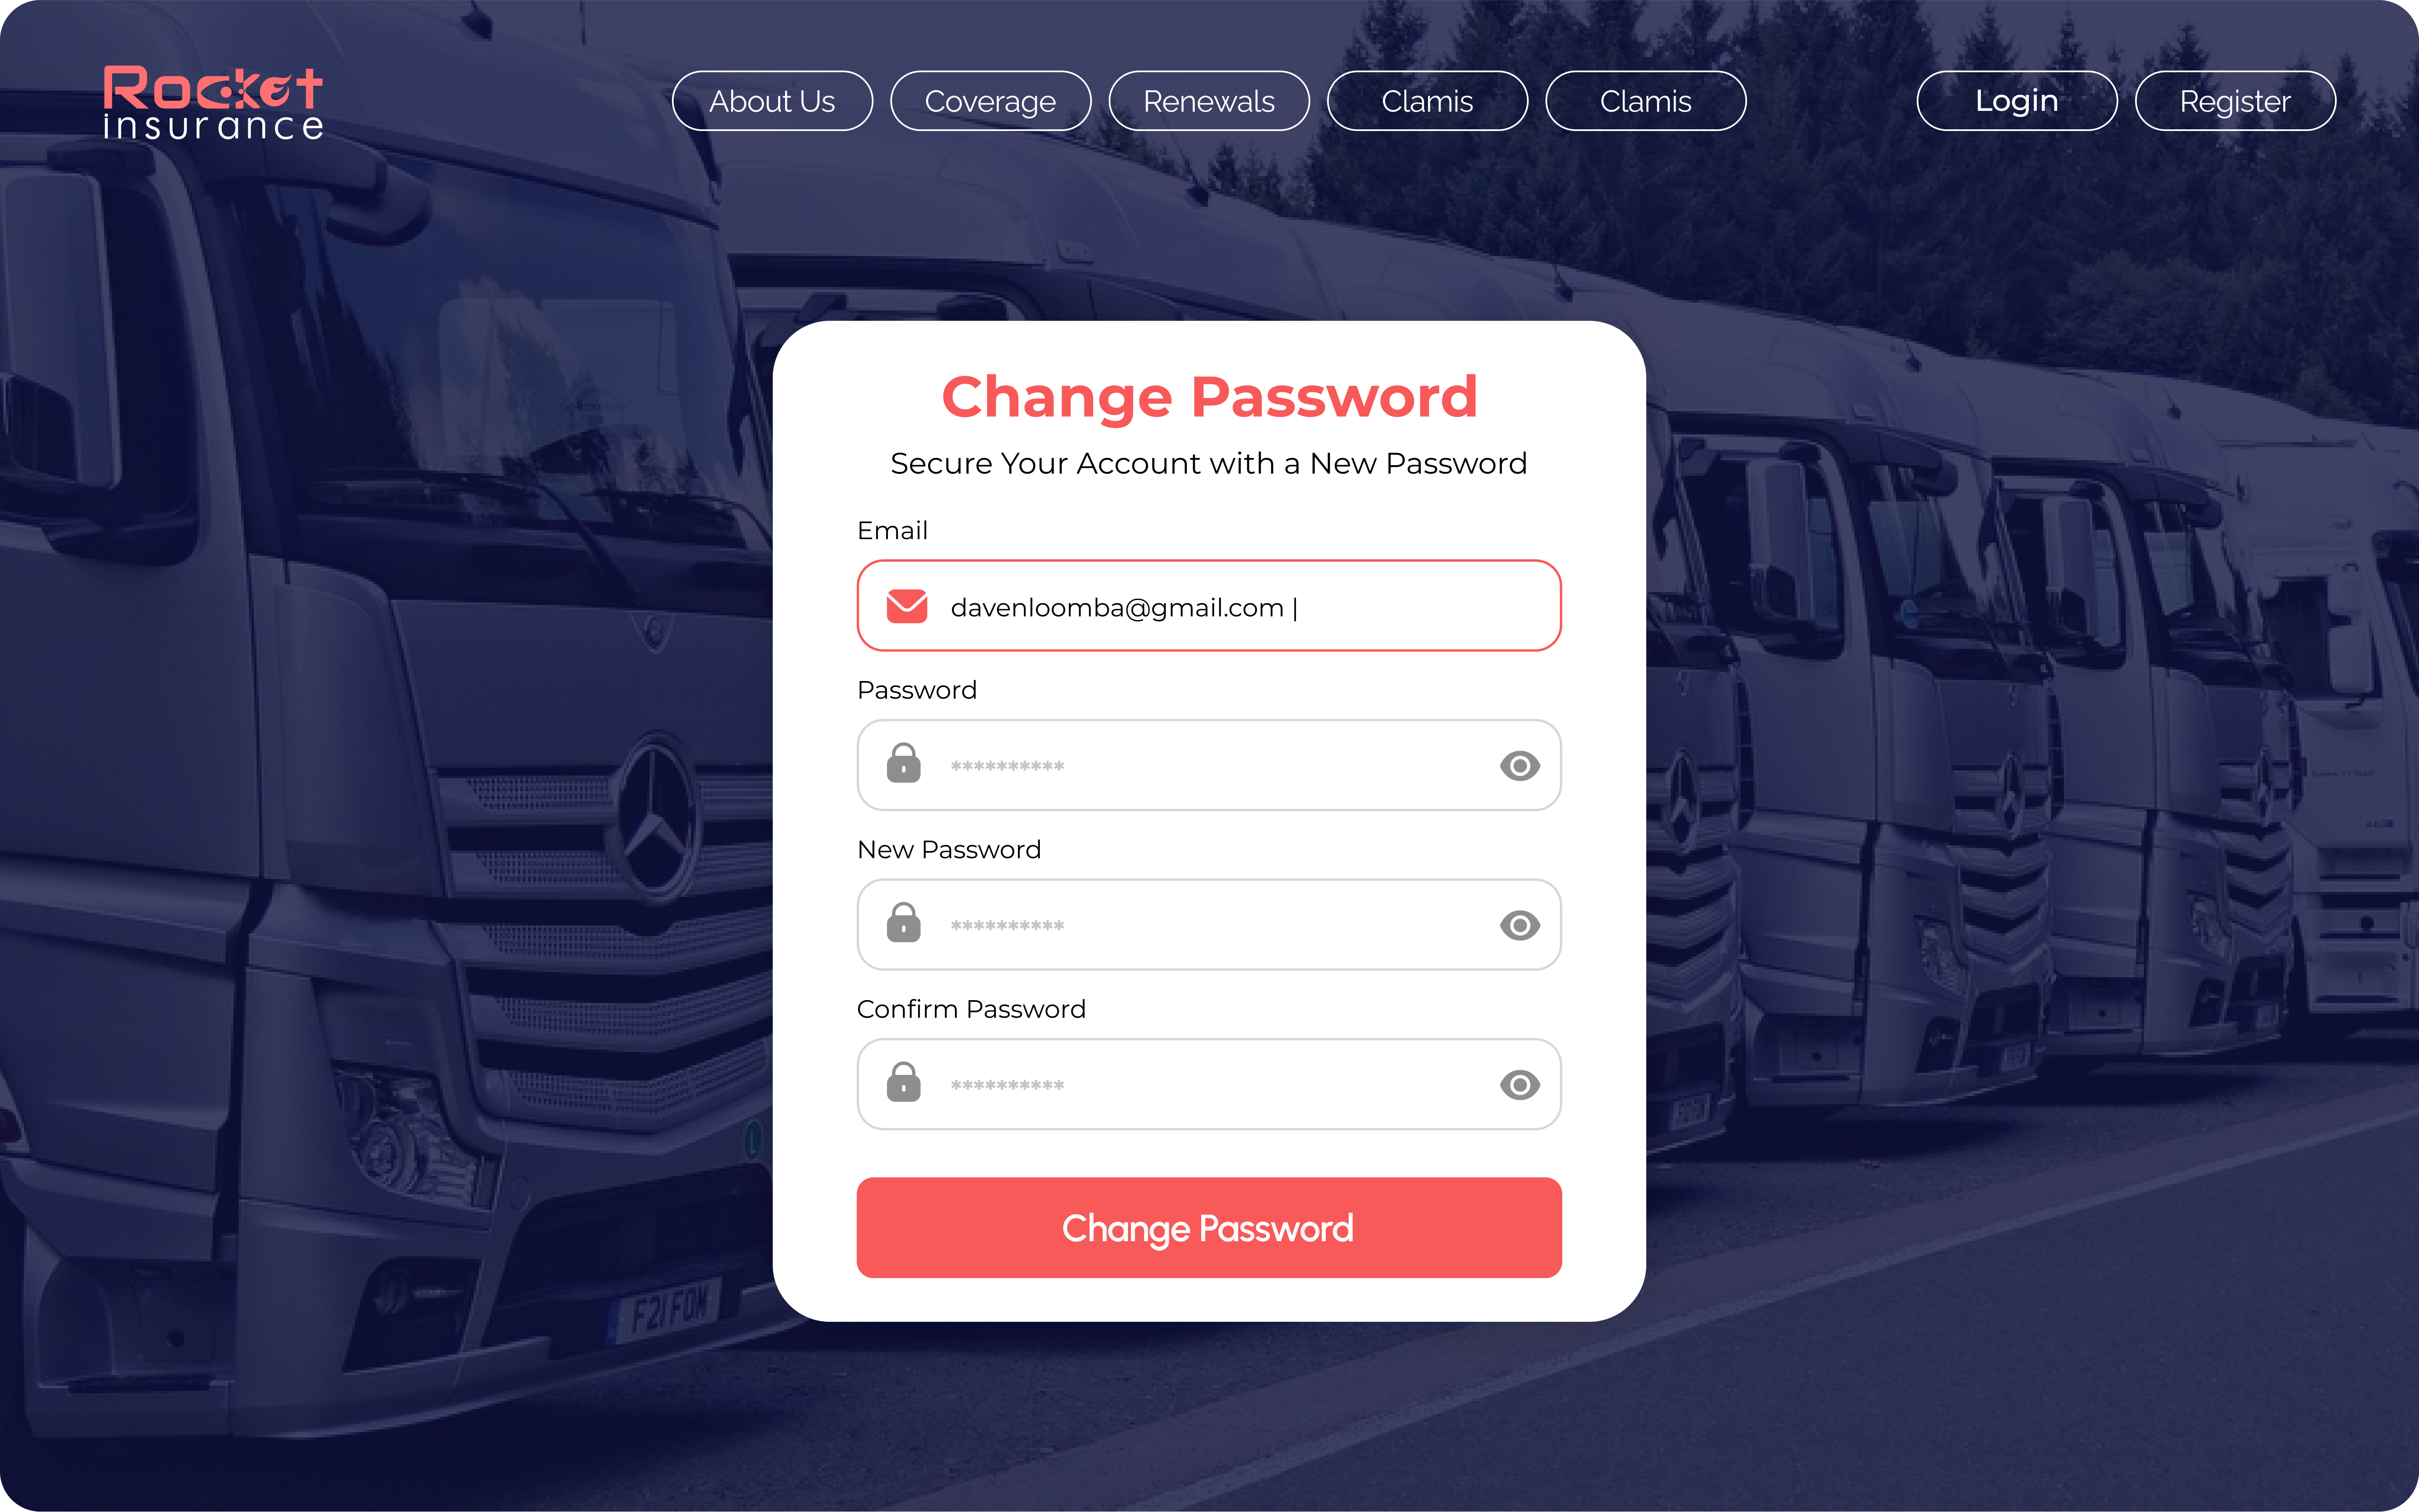 Rocket
insurance
About Us
Coverage
Renewals
Clamis
Clamis
Login
Register
Change Password
Secure Your Account with a New Password
Email
davenloomba@gmail.com |
Password
**********
New Password
**********
Confirm Password
**********
Change Password
F21 FOM